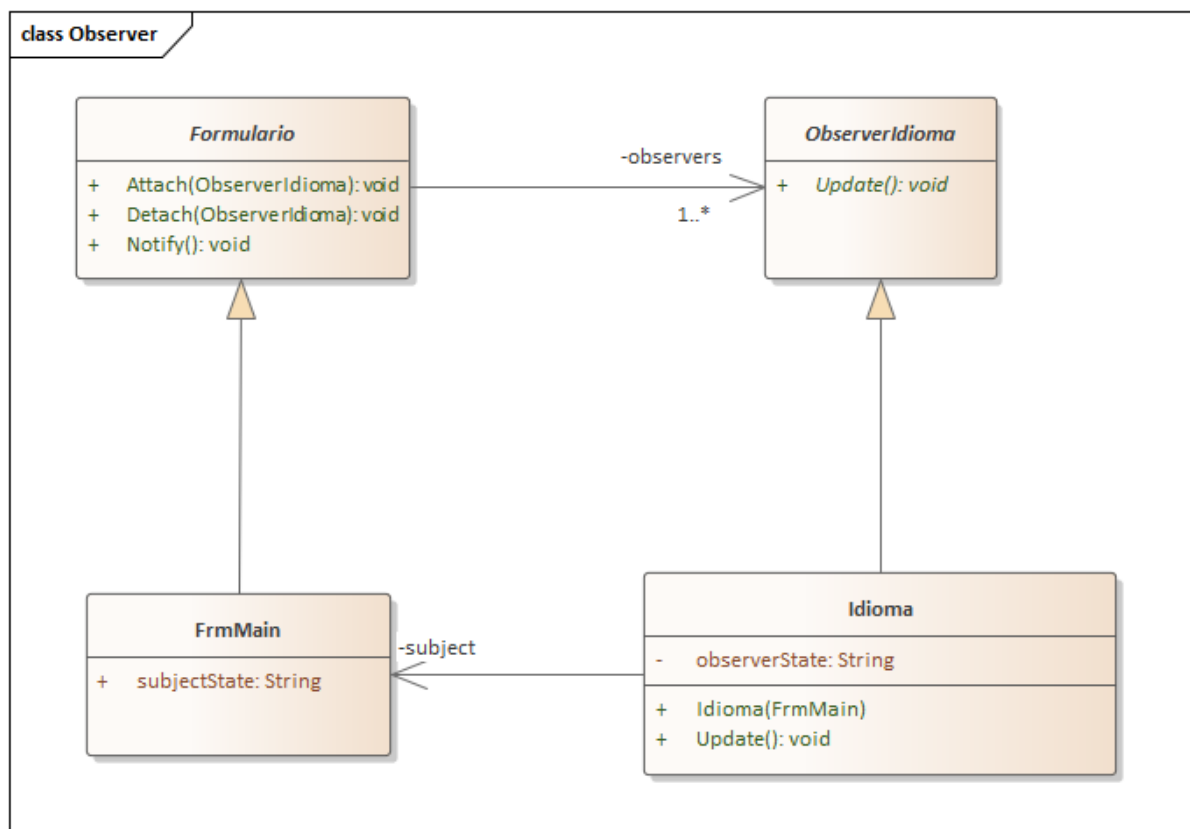 class Observer
Formulario
+ Attach(ObserverIdioma): void
+ Detach(ObserverIdioma): void
+ Notify(): void
-observers
1..*
ObserverIdioma
+ Update(): void
FrmMain
+ subjectState: String
-subject
Idioma
- observerState: String
+ Idioma(FrmMain)
+ Update(): void